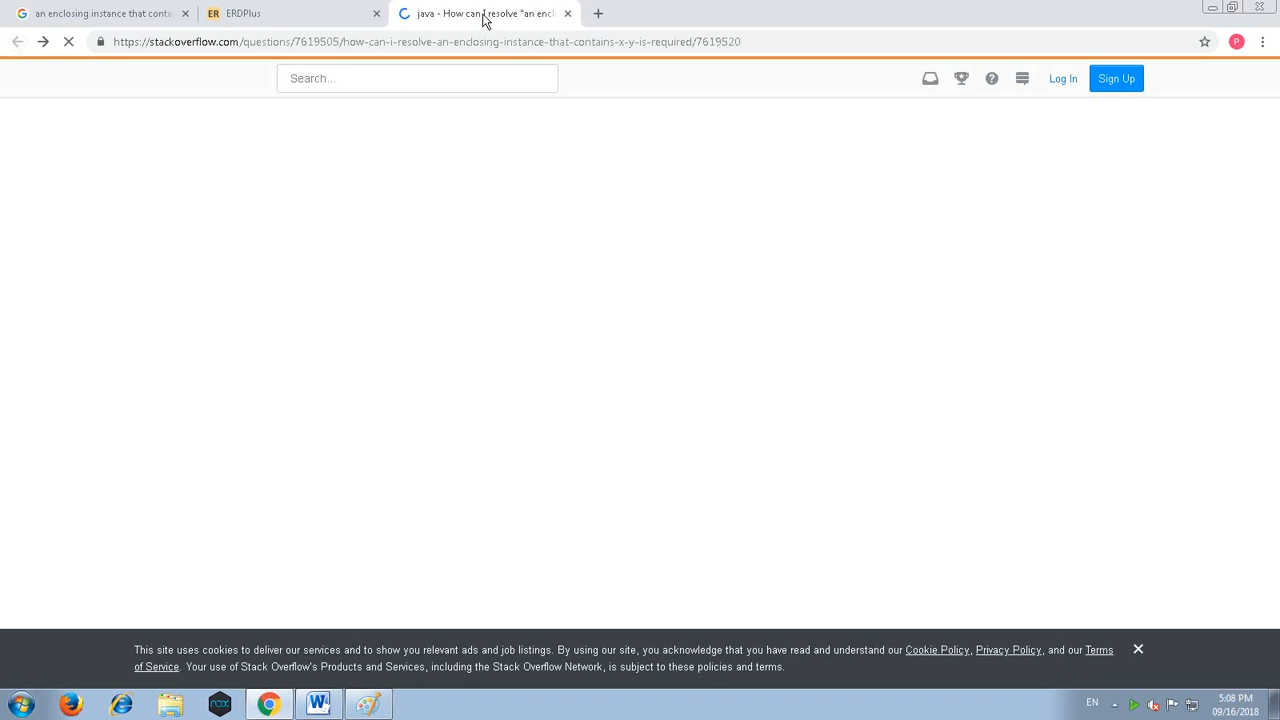 an enclosing instance that conta
ER ERDPlus
java - How can I resolve "an encl
https://stackoverflow.com/questions/7619505/how-can-i-resolve-an-enclosing-instance-that-contains-x-y-is-required/7619520
P
Search...
Log In
Sign Up
This site uses cookies to deliver our services and to show you relevant ads and job listings. By using our site, you acknowledge that you have read and understand our Cookie Policy, Privacy Policy, and our Terms
of Service. Your use of Stack Overflow's Products and Services, including the Stack Overflow Network, is subject to these policies and terms.
nox
W
EN
5:08 PM
09/16/2018